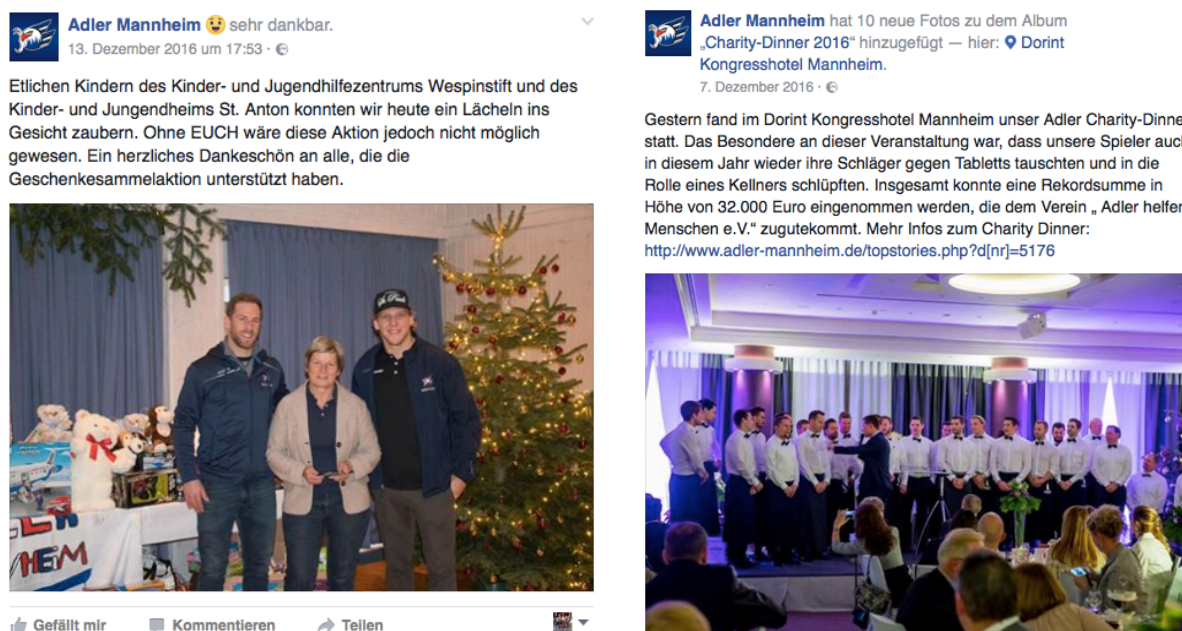 Adler Mannheim 😧 sehr dankbar.
13. Dezember 2016 um 17:53 ·
Etlichen Kindern des Kinder- und Jugendhilfezentrums Wespinstift und des
Kinder- und Jungendheims St. Anton konnten wir heute ein Lächeln ins
Gesicht zaubern. Ohne EUCH wäre diese Aktion jedoch nicht möglich
gewesen. Ein herzliches Dankeschön an alle, die die
Geschenkesammelaktion unterstützt haben.
HEIM
Gefällt mir Kommentieren Teilen
Adler Mannheim hat 10 neue Fotos zu dem Album
„Charity-Dinner 2016“ hinzugefügt — hier: Dorint
Kongresshotel Mannheim.
7. Dezember 2016 ·
Gestern fand im Dorint Kongresshotel Mannheim unser Adler Charity-Dinne
statt. Das Besondere an dieser Veranstaltung war, dass unsere Spieler auch
in diesem Jahr wieder ihre Schläger gegen Tabletts tauschten und in die
Rolle eines Kellners schlüpften. Insgesamt konnte eine Rekordsumme in
Höhe von 32.000 Euro eingenommen werden, die dem Verein „ Adler helfen
Menschen e.V.“ zugutekommt. Mehr Infos zum Charity Dinner:
http://www.adler-mannheim.de/topstories.php?d[nr]=5176